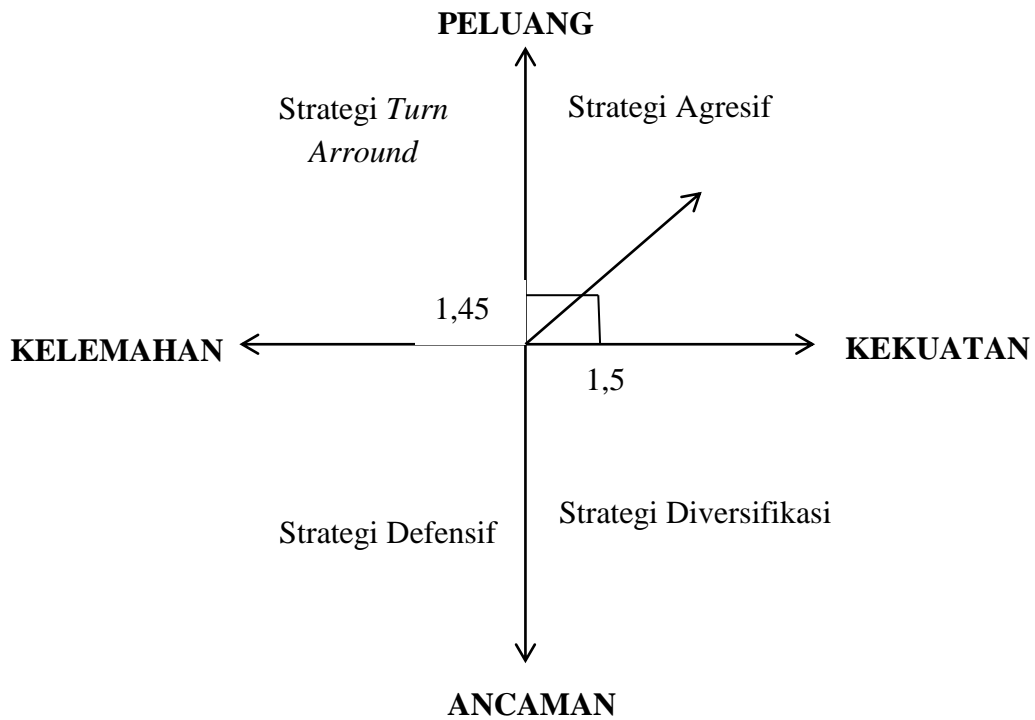 PELUANG
Strategi Turn
Arround
Strategi Agresif
1,45
KELEMAHAN
KEKUATAN
1,5
Strategi Defensif
Strategi Diversifikasi
ANCAMAN